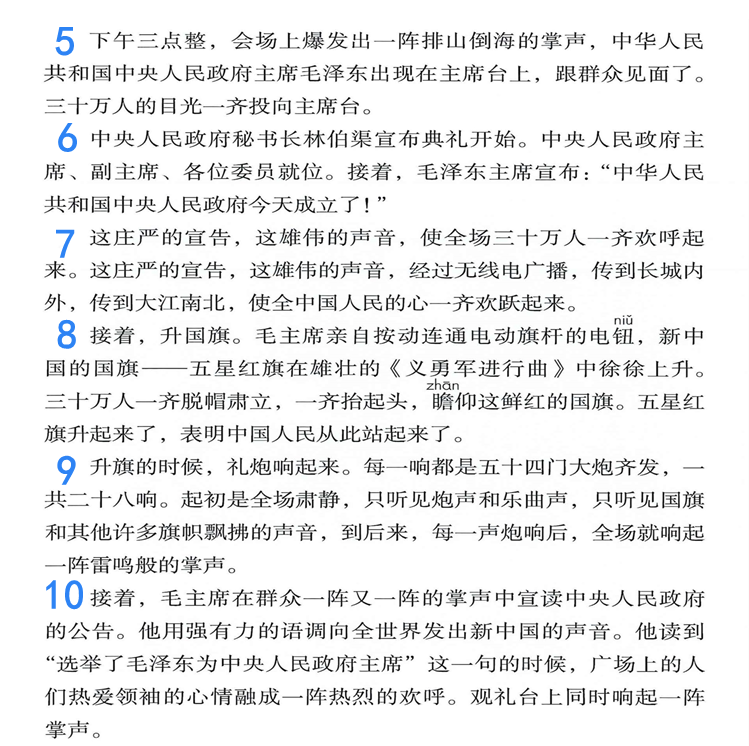 5 下午三点整，会场上爆发出一阵排山倒海的掌声，中华人民
共和国中央人民政府主席毛泽东出现在主席台上，跟群众见面了。
三十万人的目光一齐投向主席台。
6 中央人民政府秘书长林伯渠宣布典礼开始。中央人民政府主
席、副主席、各位委员就位。接着，毛泽东主席宣布：“中华人民
共和国中央人民政府今天成立了！”
7 这庄严的宣告，这雄伟的声音，使全场三十万人一齐欢呼起
来。这庄严的宣告，这雄伟的声音，经过无线电广播，传到长城内
外，传到大江南北，使全中国人民的心一齐欢跃起来。
niǔ
8 接着，升国旗。毛主席亲自按动连通电动旗杆的电钮，新中
国的国旗——五星红旗在雄壮的《义勇军进行曲》中徐徐上升。
zhān
三十万人一齐脱帽肃立，一齐抬起头，瞻仰这鲜红的国旗。五星红
旗升起来了，表明中国人民从此站起来了。
9 升旗的时候，礼炮响起来。每一响都是五十四门大炮齐发，一
共二十八响。起初是全场肃静，只听见炮声和乐曲声，只听见国旗
和其他许多旗帜飘拂的声音，到后来，每一声炮响后，全场就响起
一阵雷鸣般的掌声。
10 接着，毛主席在群众一阵又一阵的掌声中宣读中央人民政府
的公告。他用强有力的语调向全世界发出新中国的声音。他读到
“选举了毛泽东为中央人民政府主席”这一句的时候，广场上的人
们热爱领袖的心情融成一阵热烈的欢呼。观礼台上同时响起一阵
掌声。